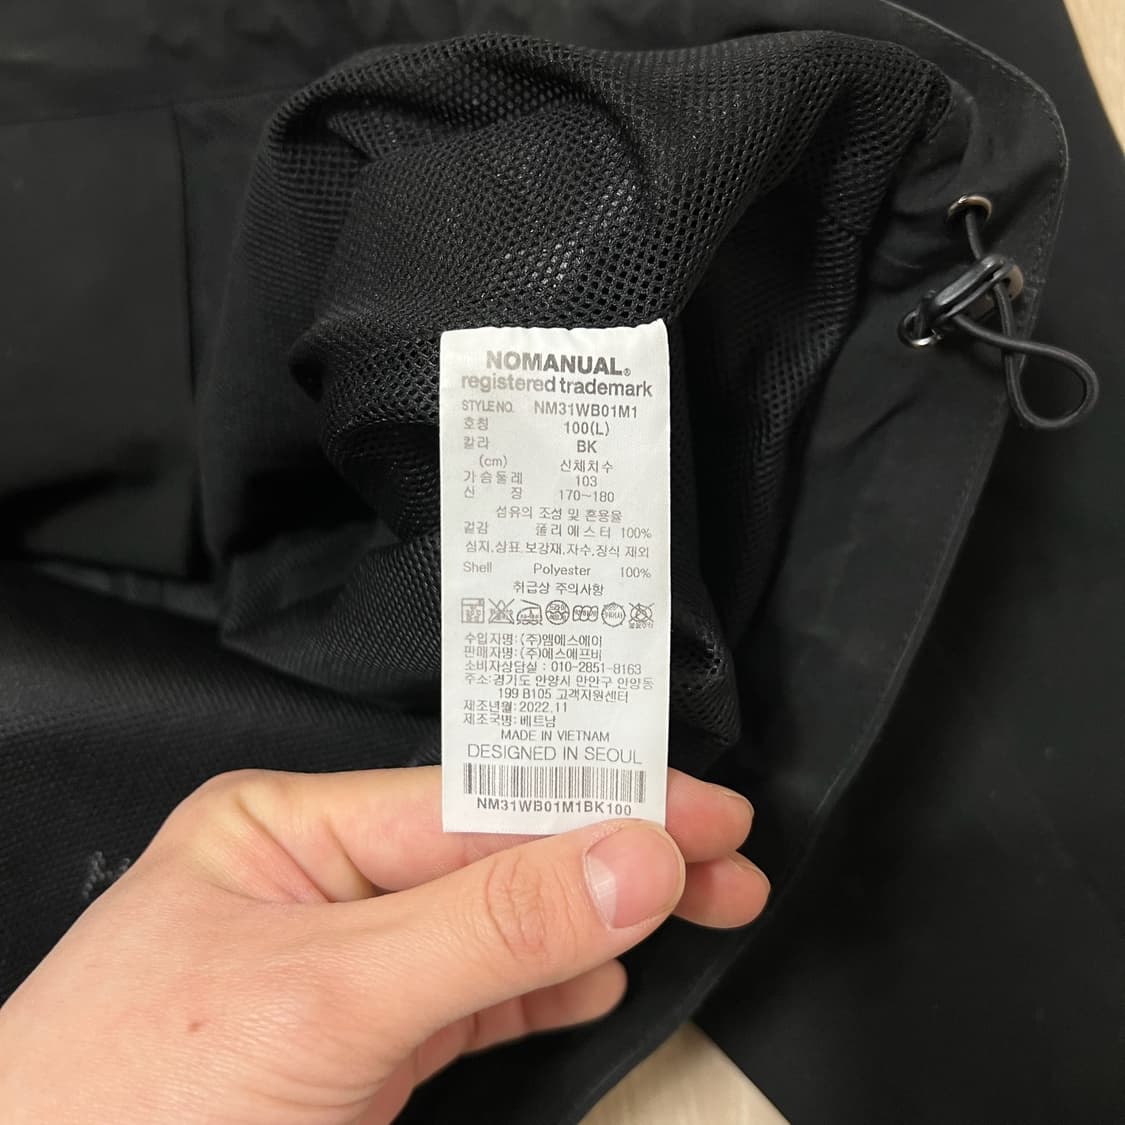 NOMANUAL®
registered trademark
STYLE NO. NM31WB01M1
호칭 100(L)
칼라 BK
(cm) 신체치수
가슴둘레 103
신 장 170~180
섬유의 조성 및 혼용율
겉감 폴리에스터 100%
심지,상표,보강재,자수,장식 제외
Shell Polyester 100%
취급상 주의사항
수입자명:(주)엠에스에이
판매자명:(주)에스에프비
소비자상담실 : 010-2851-8163
주소:경기도 안양시 만안구 안양동
199 B105 고객지원센터
제조년월:2022.11
제조국명:베트남
MADE IN VIETNAM
DESIGNED IN SEOUL
NM31WB01M1BK100